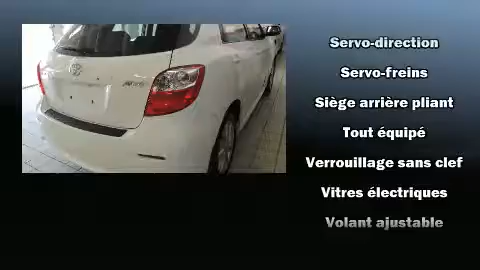 Servo-direction
Servo-freins
Siège arrière pliant
Tout équipé
Verrouillage sans clef
Vitres électriques
Volant ajustable